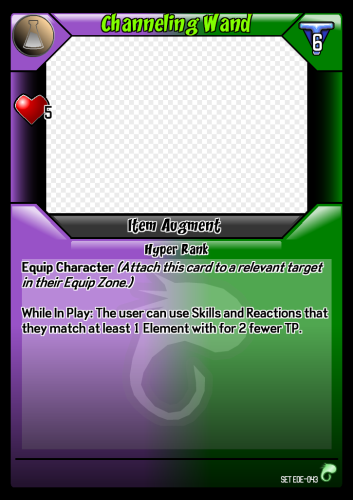 Channeling Wand
6
5
Item Augment
Hyper Rank
Equip Character (Attach this card to a relevant target
in their Equip Zone.)
While In Play: The user can use Skills and Reactions that
they match at least 1 Element with for 2 fewer TP.
SET EDE-043